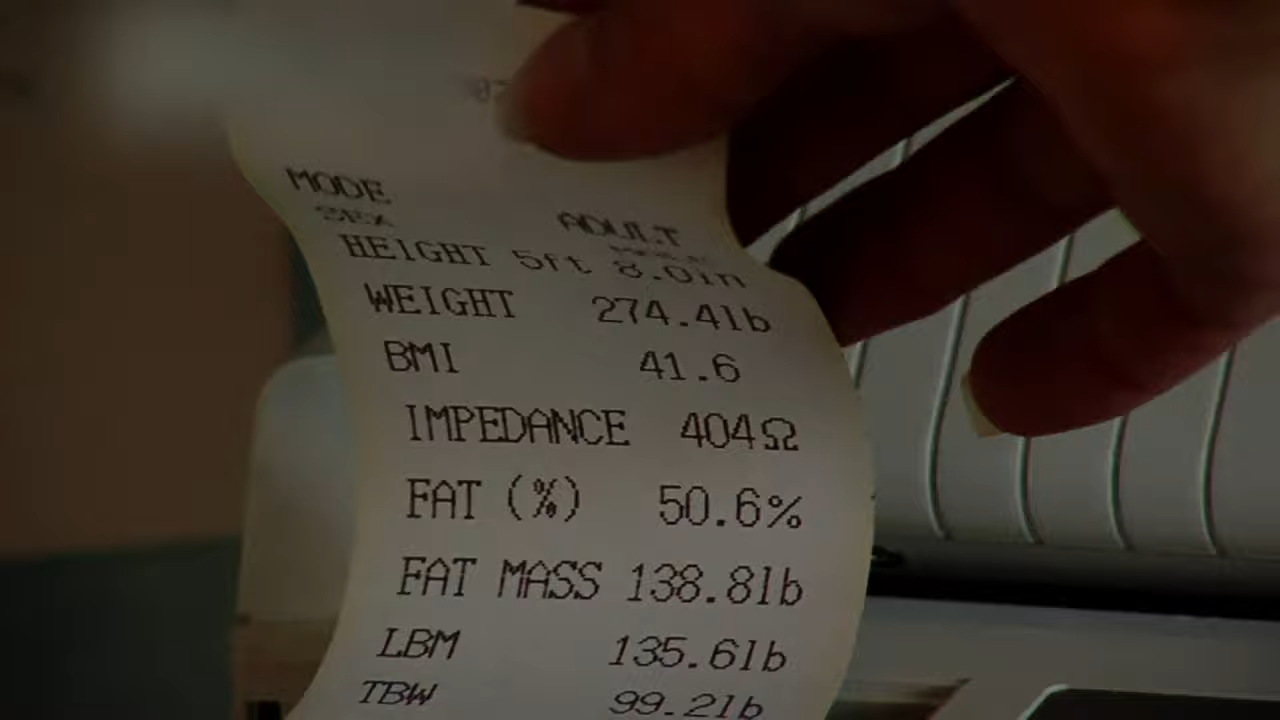 MODE ADULT
SEX
HEIGHT 5ft 8.0in
WEIGHT 274.4lb
BMI 41.6
IMPEDANCE 404Ω
FAT (%) 50.6%
FAT MASS 138.8lb
LBM 135.6lb
TBW 99.2lb